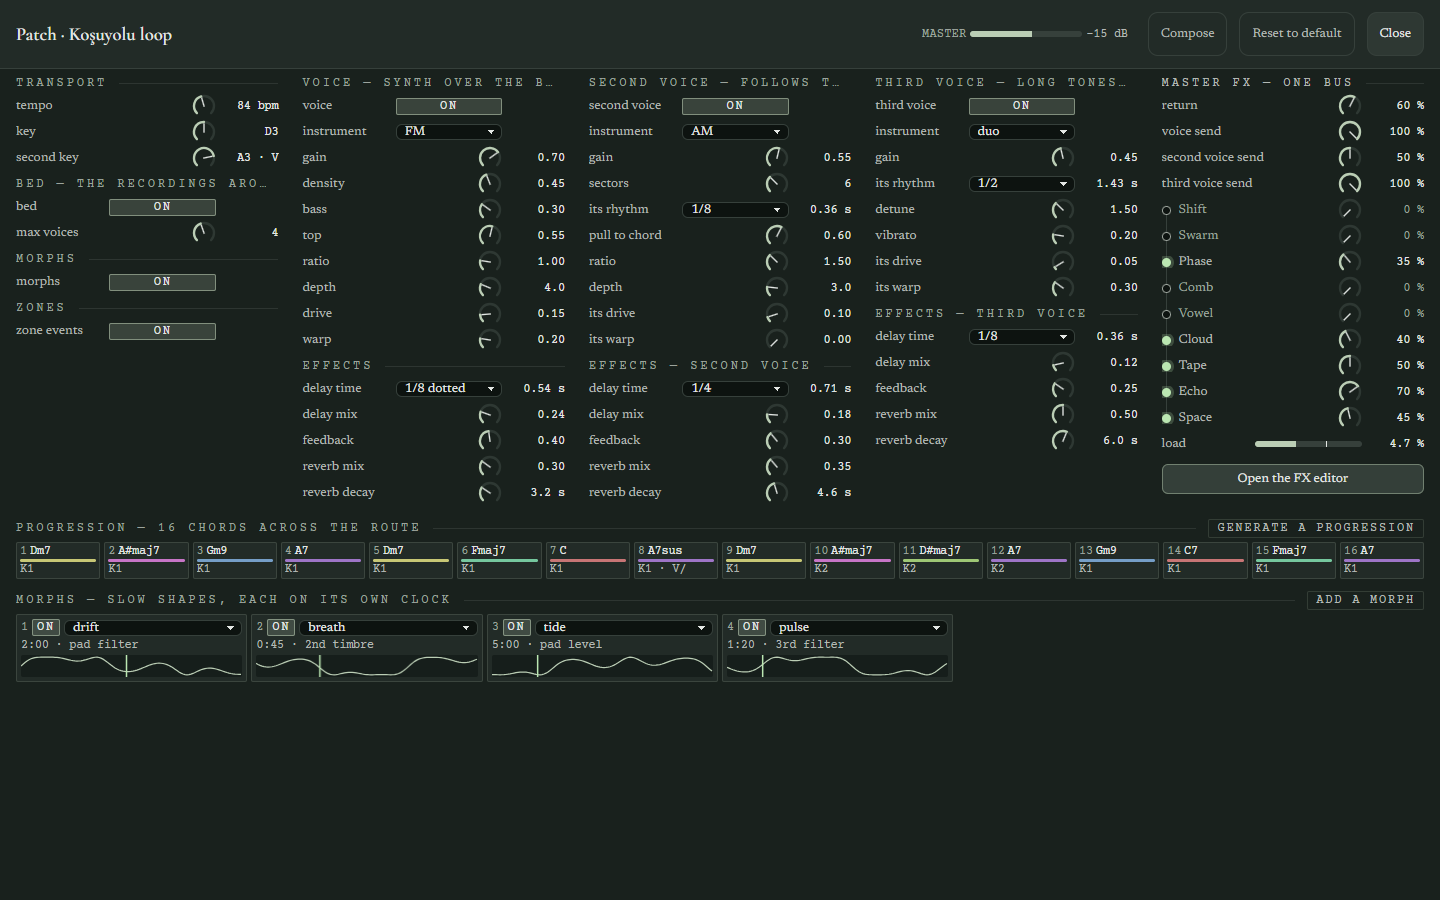 Patch · Koşuyolu loop
MASTER -15 dB
Compose
Reset to default
Close
TRANSPORT
tempo 84 bpm
key D3
second key A3 · V
BED — THE RECORDINGS ARO…
bed ON
max voices 4
MORPHS
morphs ON
ZONES
zone events ON
VOICE — SYNTH OVER THE B…
voice ON
instrument FM
gain 0.70
density 0.45
bass 0.30
top 0.55
ratio 1.00
depth 4.0
drive 0.15
warp 0.20
EFFECTS
delay time 1/8 dotted 0.54 s
delay mix 0.24
feedback 0.40
reverb mix 0.30
reverb decay 3.2 s
SECOND VOICE — FOLLOWS T…
second voice ON
instrument AM
gain 0.55
sectors 6
its rhythm 1/8 0.36 s
pull to chord 0.60
ratio 1.50
depth 3.0
its drive 0.10
its warp 0.00
EFFECTS — SECOND VOICE
delay time 1/4 0.71 s
delay mix 0.18
feedback 0.30
reverb mix 0.35
reverb decay 4.6 s
THIRD VOICE — LONG TONES…
third voice ON
instrument duo
gain 0.45
its rhythm 1/2 1.43 s
detune 1.50
vibrato 0.20
its drive 0.05
its warp 0.30
EFFECTS — THIRD VOICE
delay time 1/8 0.36 s
delay mix 0.12
feedback 0.25
reverb mix 0.50
reverb decay 6.0 s
MASTER FX — ONE BUS
return 60 %
voice send 100 %
second voice send 50 %
third voice send 100 %
Shift 0 %
Swarm 0 %
Phase 35 %
Comb 0 %
Vowel 0 %
Cloud 40 %
Tape 50 %
Echo 70 %
Space 45 %
load 4.7 %
Open the FX editor
PROGRESSION — 16 CHORDS ACROSS THE ROUTE
GENERATE A PROGRESSION
1 Dm7 K1
2 A#maj7 K1
3 Gm9 K1
4 A7 K1
5 Dm7 K1
6 Fmaj7 K1
7 C K1
8 A7sus K1 · V/
9 Dm7 K1
10 A#maj7 K2
11 D#maj7 K2
12 A7 K2
13 Gm9 K1
14 C7 K1
15 Fmaj7 K1
16 A7 K1
MORPHS — SLOW SHAPES, EACH ON ITS OWN CLOCK
ADD A MORPH
1 ON drift
2:00 · pad filter
2 ON breath
0:45 · 2nd timbre
3 ON tide
5:00 · pad level
4 ON pulse
1:20 · 3rd filter